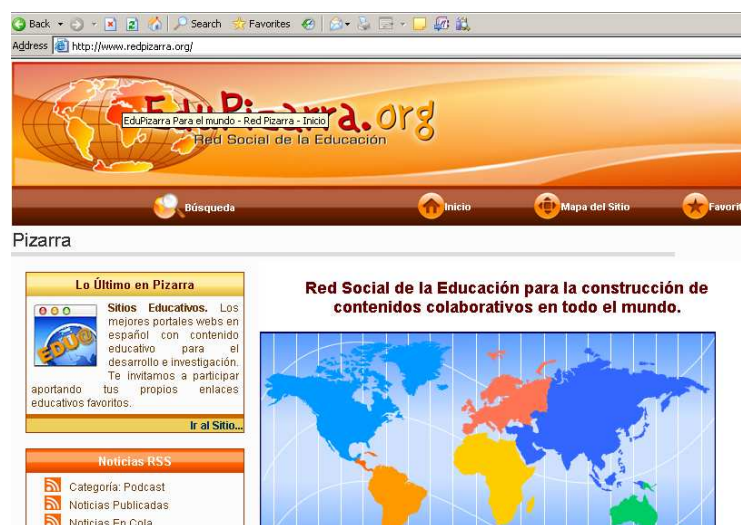 Back Search Favorites
Address http://www.redpizarra.org/
EduPizarra.org
EduPizarra Para el mundo - Red Pizarra - Inicio
Red Social de la Educación
Búsqueda Inicio Mapa del Sitio Favorit
Pizarra
Lo Último en Pizarra
Sitios Educativos. Los
mejores portales webs en
español con contenido
educativo para el
desarrollo e investigación.
Te invitamos a participar
aportando tus propios enlaces
educativos favoritos.
Ir al Sitio...
Noticias RSS
Categoría: Podcast
Noticias Publicadas
Noticias En Cola
Red Social de la Educación para la construcción de
contenidos colaborativos en todo el mundo.
EDU@